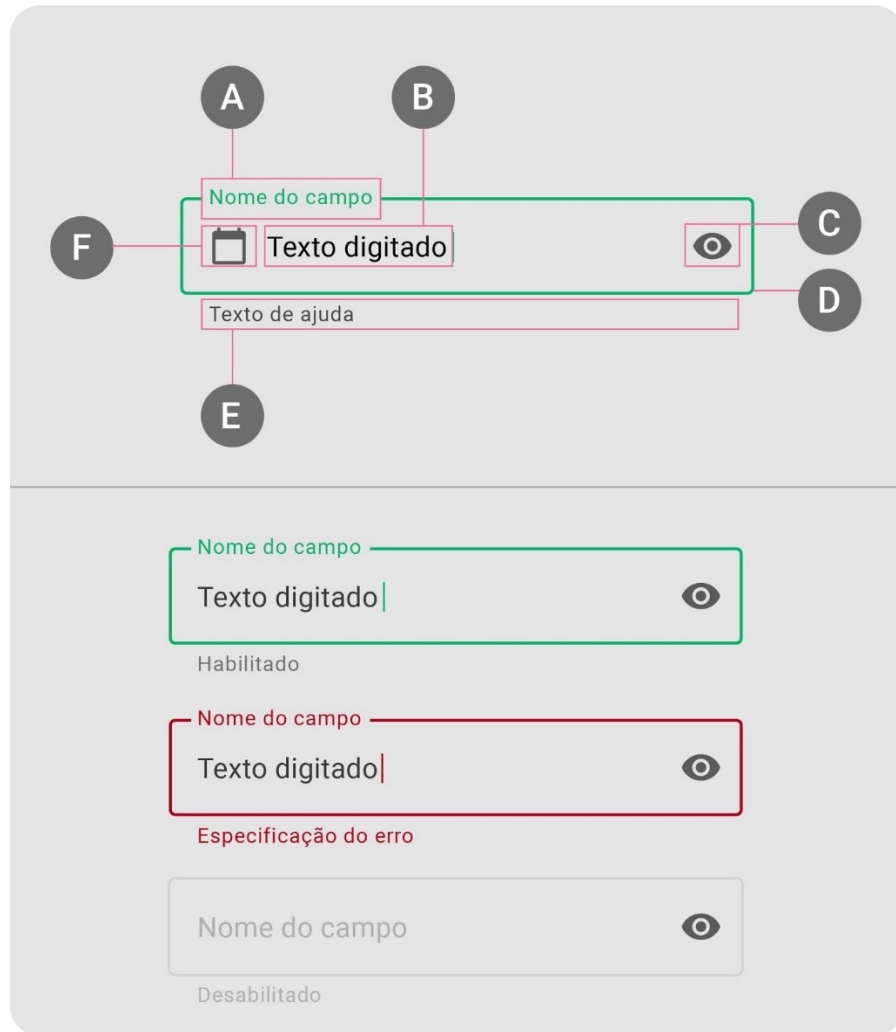 A
B
Nome do campo
F
Texto digitado
C
D
Texto de ajuda
E
Nome do campo
Texto digitado
Habilitado
Nome do campo
Texto digitado
Especificação do erro
Nome do campo
Desabilitado